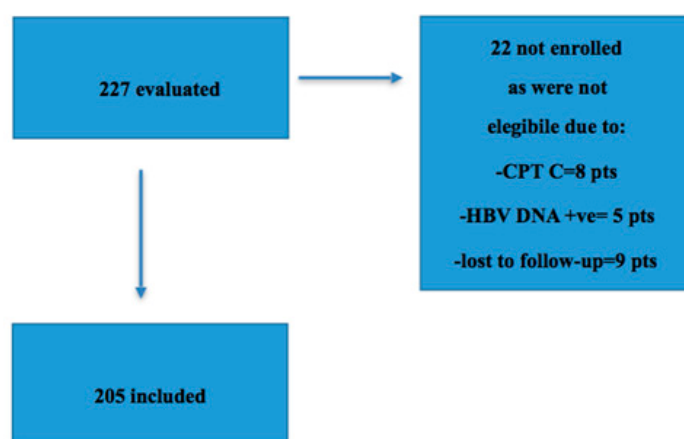 227 evaluated
22 not enrolled
as were not
elegibile due to:
-CPT C=8 pts
-HBV DNA +ve= 5 pts
-lost to follow-up=9 pts
205 included